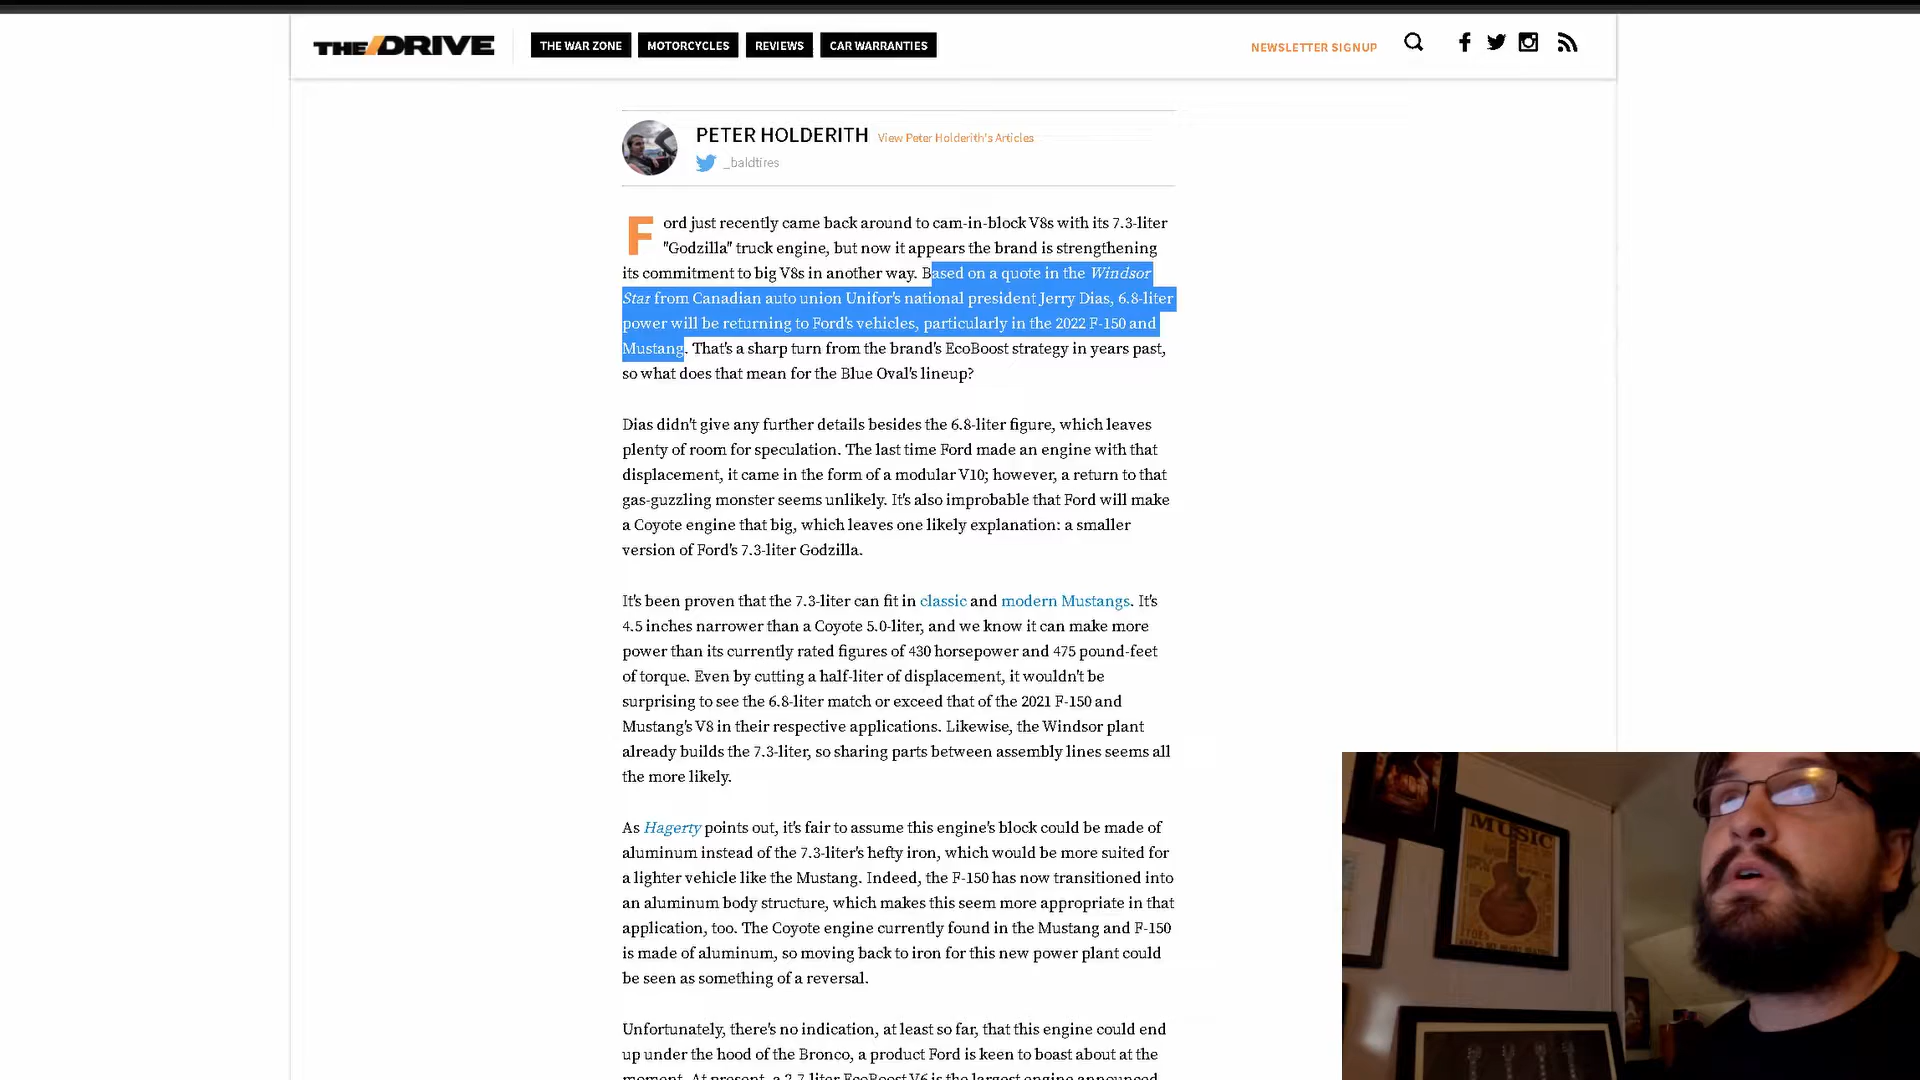 THE/DRIVE
THE WAR ZONE
MOTORCYCLES
REVIEWS
CAR WARRANTIES
NEWSLETTER SIGNUP
PETER HOLDERITH View Peter Holderith's Articles
_baldtires
Ford just recently came back around to cam-in-block V8s with its 7.3-liter
"Godzilla" truck engine, but now it appears the brand is strengthening
its commitment to big V8s in another way. Based on a quote in the Windsor
Star from Canadian auto union Unifor's national president Jerry Dias, 6.8-liter
power will be returning to Ford's vehicles, particularly in the 2022 F-150 and
Mustang. That's a sharp turn from the brand's EcoBoost strategy in years past,
so what does that mean for the Blue Oval's lineup?
Dias didn't give any further details besides the 6.8-liter figure, which leaves
plenty of room for speculation. The last time Ford made an engine with that
displacement, it came in the form of a modular V10; however, a return to that
gas-guzzling monster seems unlikely. It's also improbable that Ford will make
a Coyote engine that big, which leaves one likely explanation: a smaller
version of Ford's 7.3-liter Godzilla.
It's been proven that the 7.3-liter can fit in classic and modern Mustangs. It's
4.5 inches narrower than a Coyote 5.0-liter, and we know it can make more
power than its currently rated figures of 430 horsepower and 475 pound-feet
of torque. Even by cutting a half-liter of displacement, it wouldn't be
surprising to see the 6.8-liter match or exceed that of the 2021 F-150 and
Mustang's V8 in their respective applications. Likewise, the Windsor plant
already builds the 7.3-liter, so sharing parts between assembly lines seems all
the more likely.
As Hagerty points out, it's fair to assume this engine's block could be made of
aluminum instead of the 7.3-liter's hefty iron, which would be more suited for
a lighter vehicle like the Mustang. Indeed, the F-150 has now transitioned into
an aluminum body structure, which makes this seem more appropriate in that
application, too. The Coyote engine currently found in the Mustang and F-150
is made of aluminum, so moving back to iron for this new power plant could
be seen as something of a reversal.
Unfortunately, there's no indication, at least so far, that this engine could end
up under the hood of the Bronco, a product Ford is keen to boast about at the
moment. At present, a 2.7-liter EcoBoost V6 is the largest engine announced
MUSIC